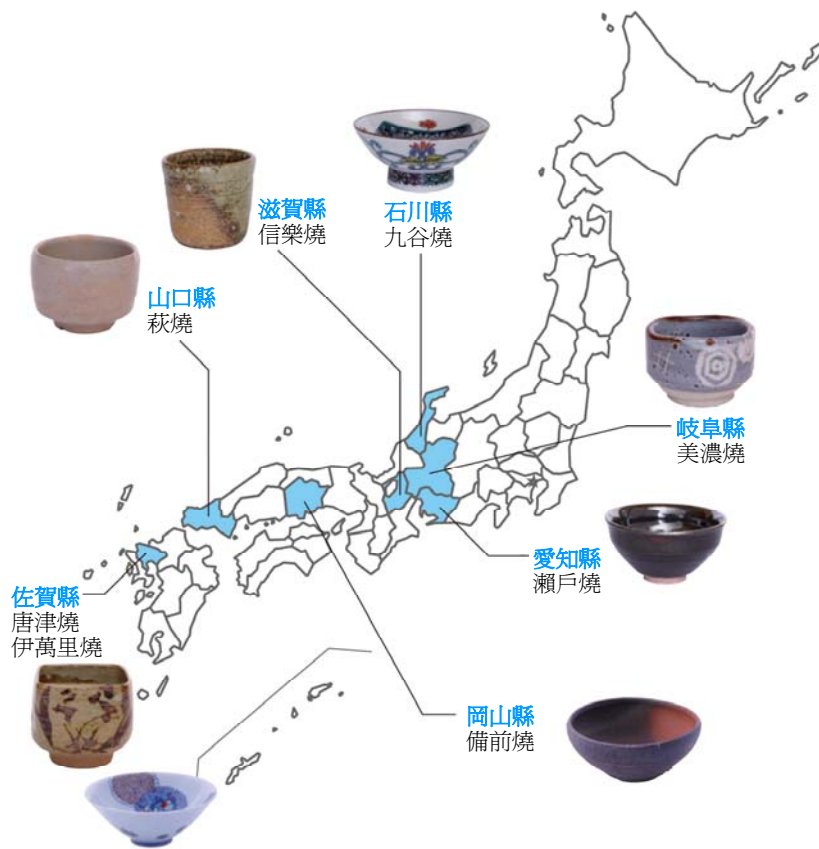 石川縣
九谷燒
滋賀縣
信樂燒
山口縣
萩燒
岐阜縣
美濃燒
愛知縣
瀨戶燒
佐賀縣
唐津燒
伊萬里燒
岡山縣
備前燒